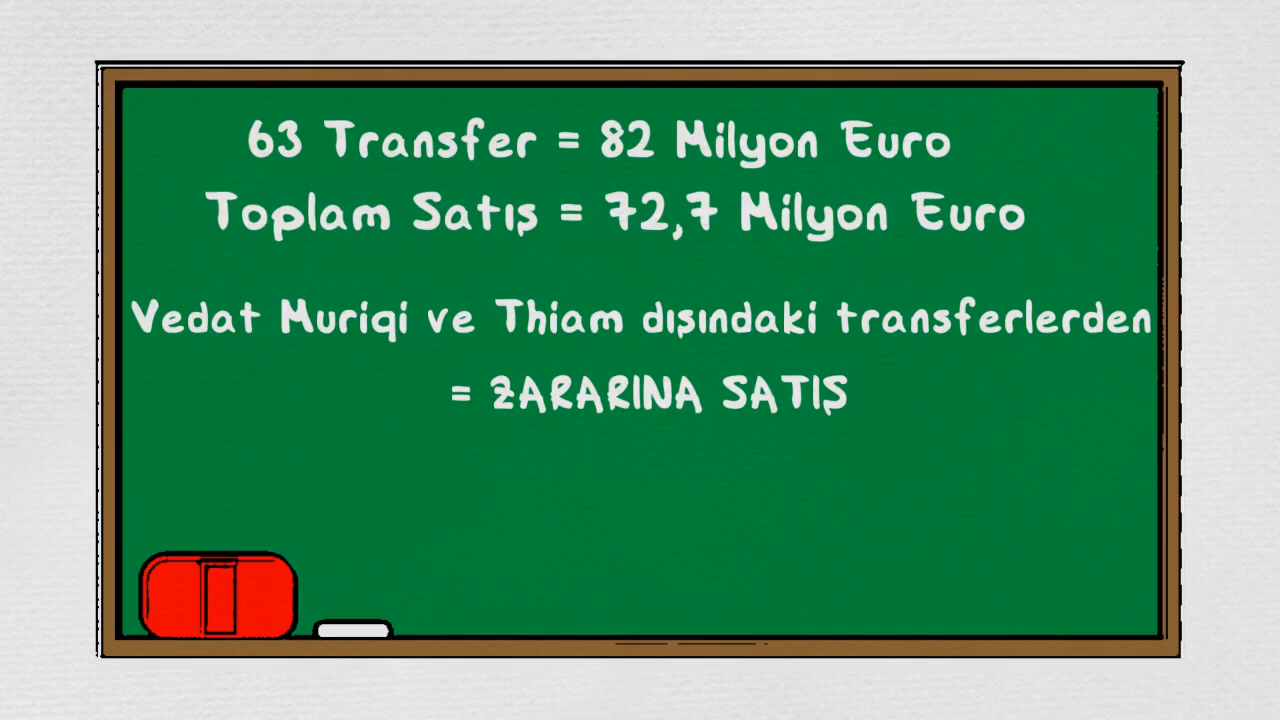 63 Transfer = 82 Milyon Euro
Toplam Satış = 72,7 Milyon Euro
Vedat Muriqi ve Thiam dışındaki transferlerden
= ZARARINA SATIŞ